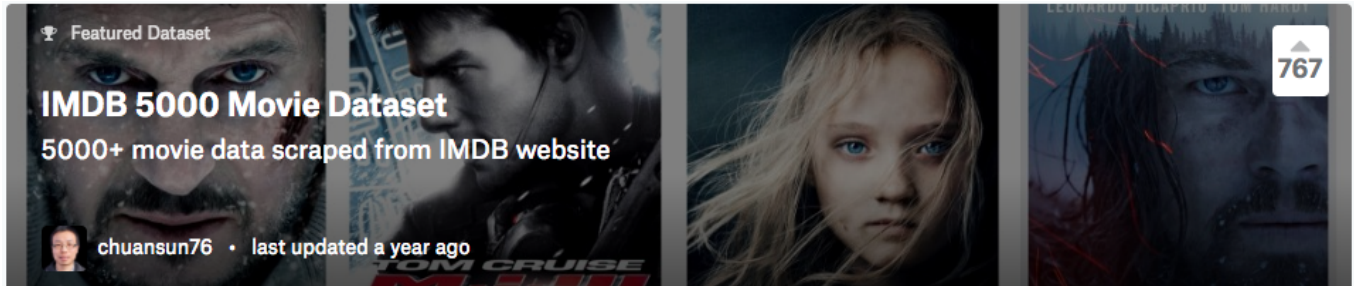 LEONARDO DICAPRIO TOM HARDY
Featured Dataset
767
IMDB 5000 Movie Dataset
5000+ movie data scraped from IMDB website
chuansun76 • last updated a year ago
TOM CRUISE
M:i:III